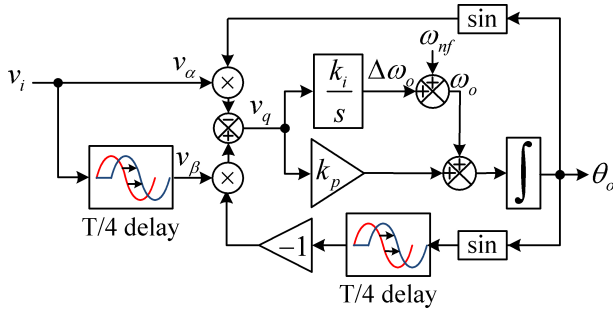 sin
ω_nf
v_i
v_α
×
k_i
s
Δω_o
ω_o
v_q
v_β
×
k_p
∫
θ_o
T/4 delay
−1
sin
T/4 delay